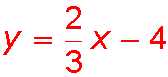 y = 2/3 x − 4